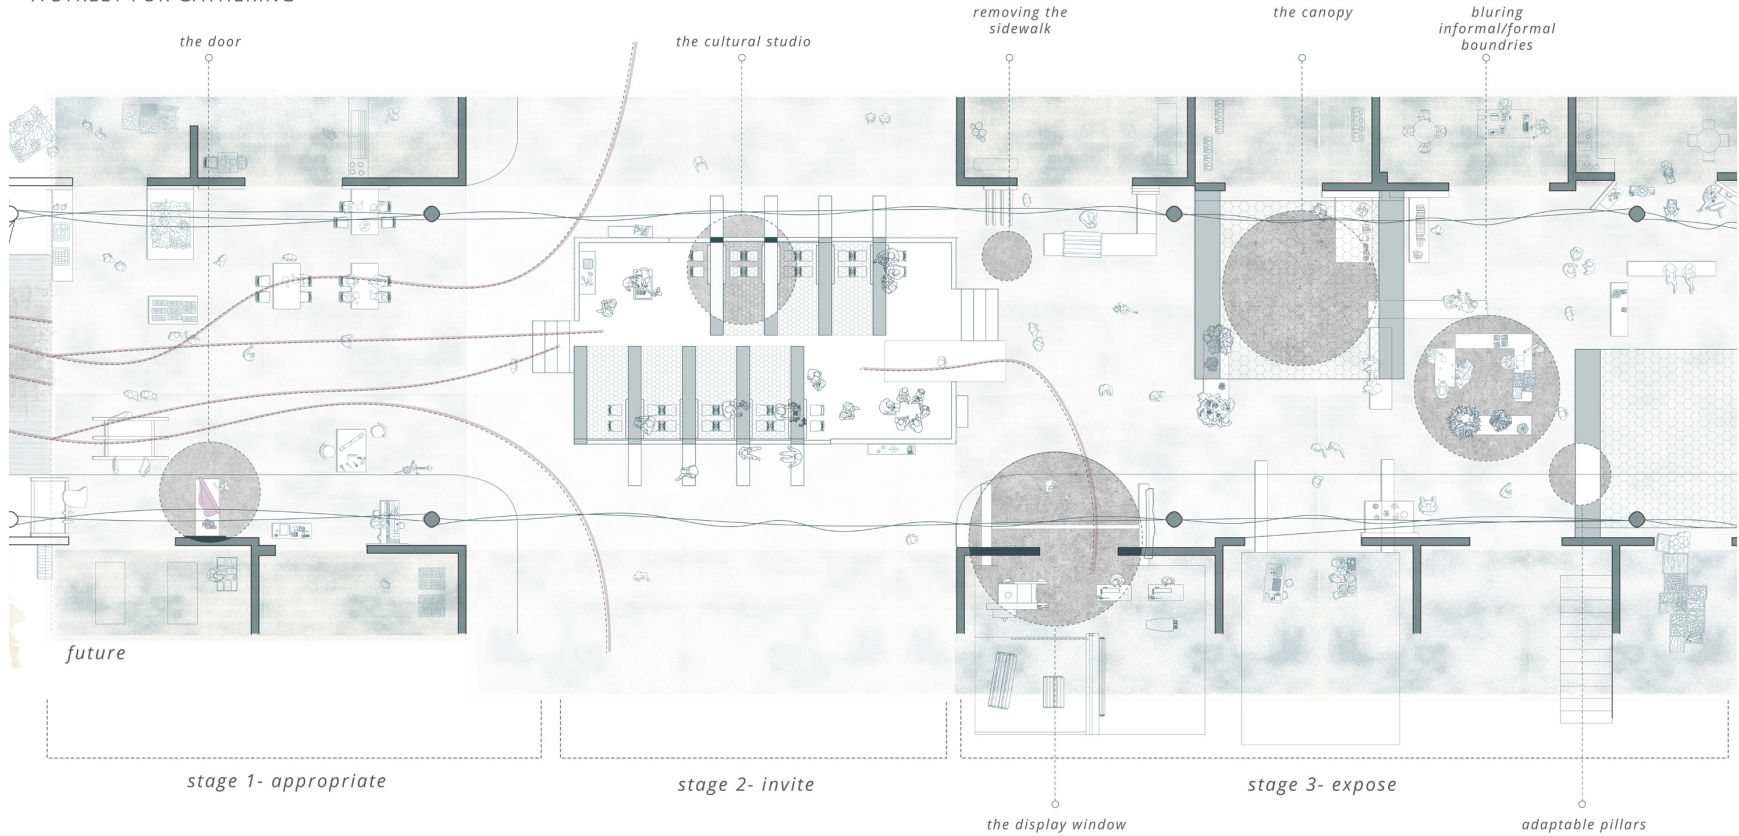 A STREET FOR GATHERING
the door
the cultural studio
removing the
sidewalk
the canopy
bluring
informal/formal
boundries
future
stage 1- appropriate
stage 2- invite
stage 3- expose
the display window
adaptable pillars